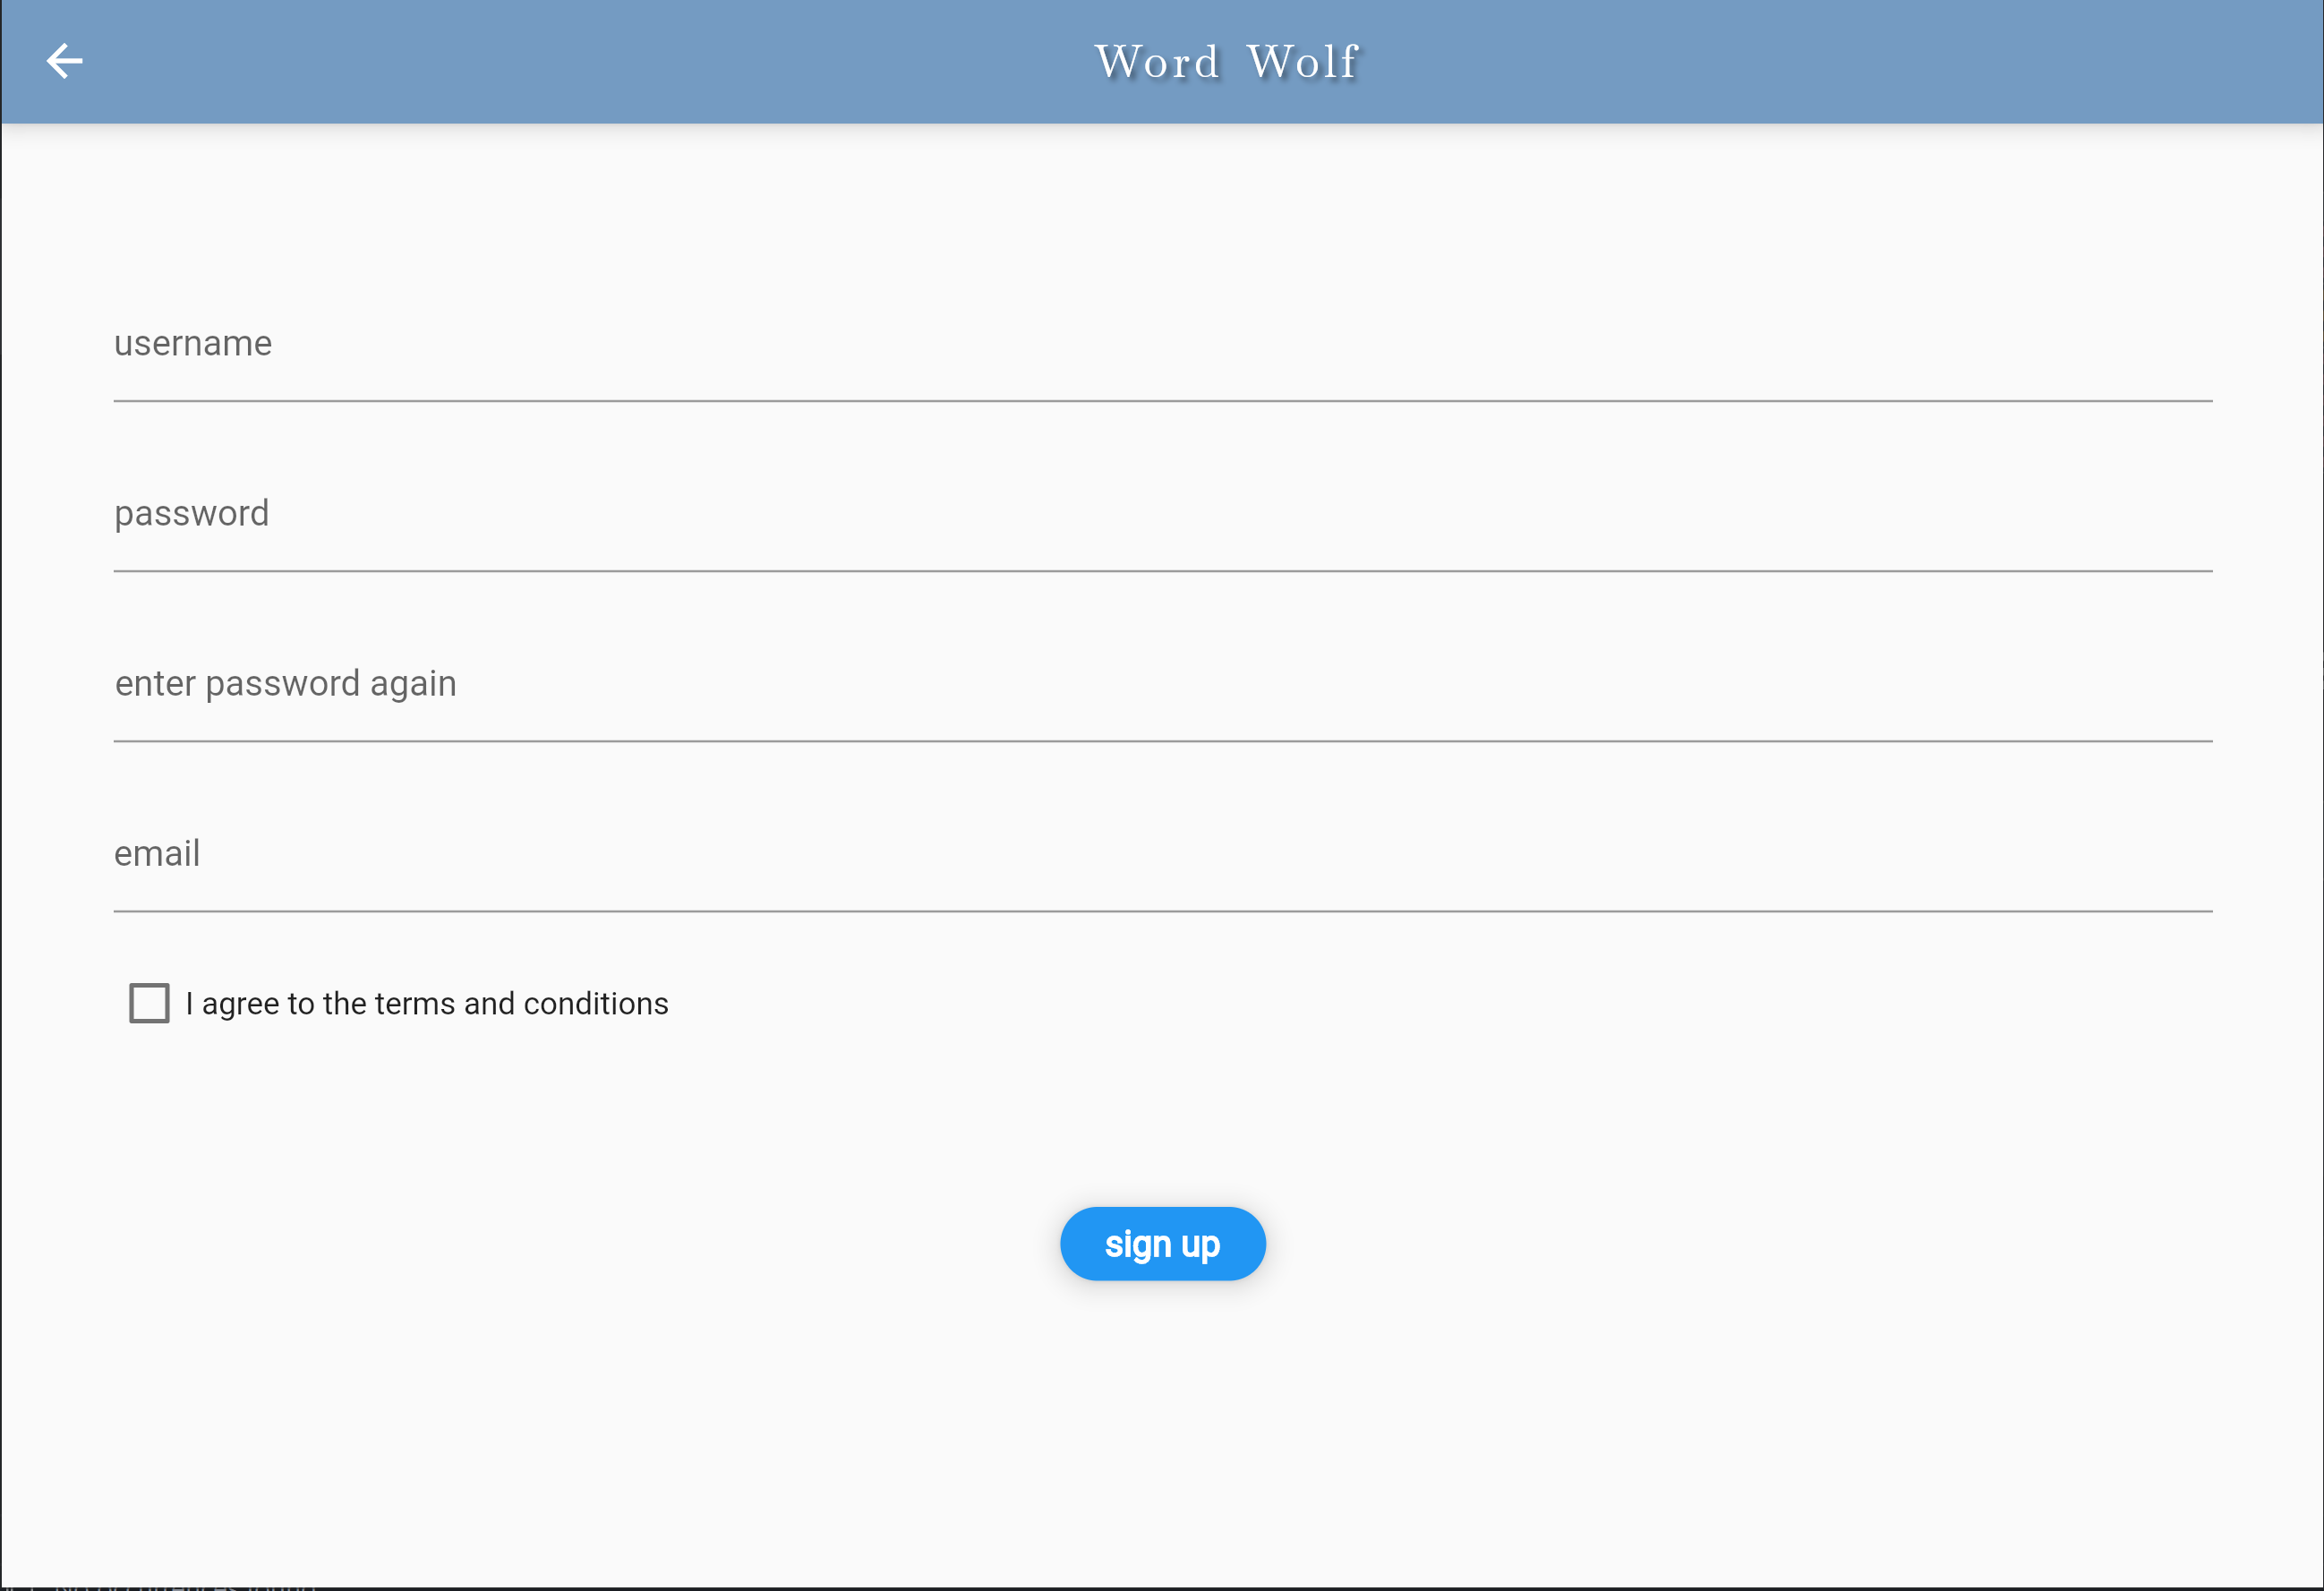 Word Wolf
username
password
enter password again
email
I agree to the terms and conditions
sign up